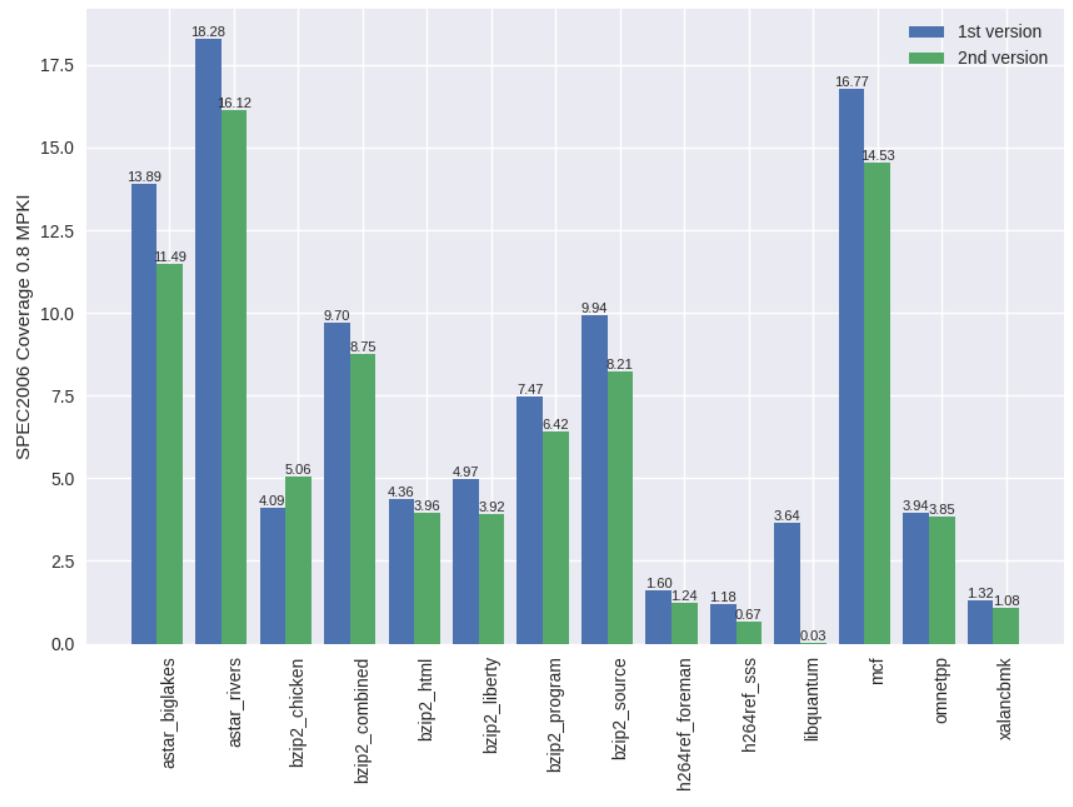 1st version
2nd version
SPEC2006 Coverage 0.8 MPKI
17.5
15.0
12.5
10.0
7.5
5.0
2.5
0.0
13.89
11.49
18.28
16.12
4.09
5.06
9.70
8.75
4.36
3.96
4.97
3.92
7.47
6.42
9.94
8.21
1.60
1.24
1.18
0.67
3.64
0.03
16.77
14.53
3.94
3.85
1.32
1.08
astar_biglakes
astar_rivers
bzip2_chicken
bzip2_combined
bzip2_html
bzip2_liberty
bzip2_program
bzip2_source
h264ref_foreman
h264ref_sss
libquantum
mcf
omnetpp
xalancbmk